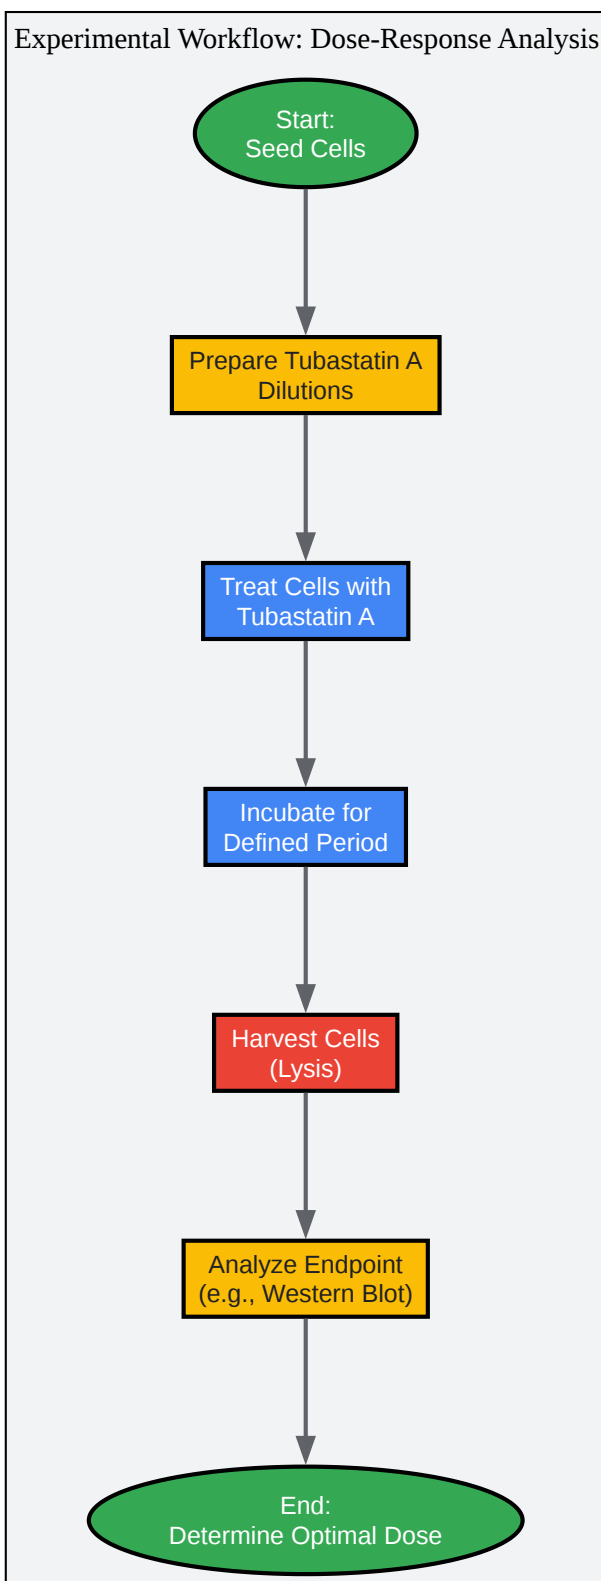 Experimental Workflow: Dose-Response Analysis
Start:
Seed Cells
Prepare Tubastatin A
Dilutions
Treat Cells with
Tubastatin A
Incubate for
Defined Period
Harvest Cells
(Lysis)
Analyze Endpoint
(e.g., Western Blot)
End:
Determine Optimal Dose